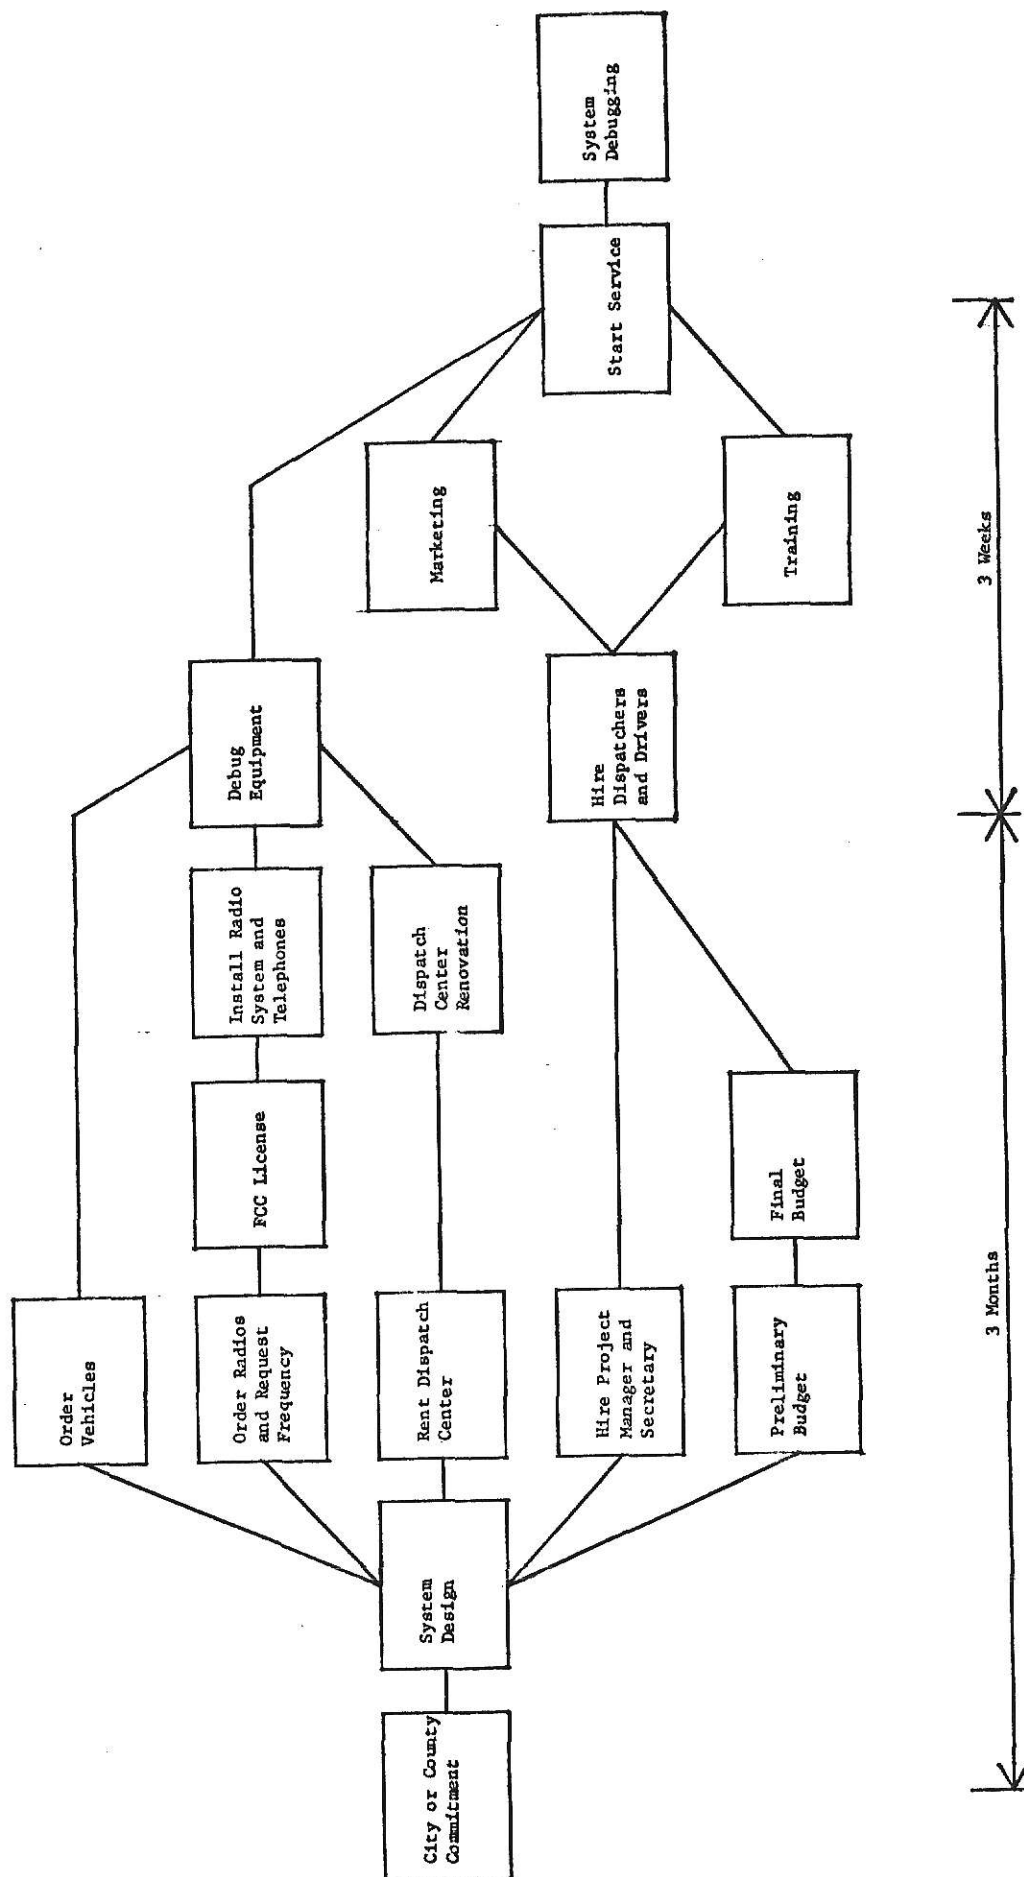 City or County
Commitment
System
Design
Order
Vehicles
Order Radios
and Request
Frequency
Rent Dispatch
Center
Hire Project
Manager and
Secretary
Preliminary
Budget
FCC License
Final
Budget
Install Radio
System and
Telephones
Dispatch
Center
Renovation
Debug
Equipment
Hire
Dispatchers
and Drivers
Marketing
Training
Start Service
System
Debugging
3 Months
3 Weeks